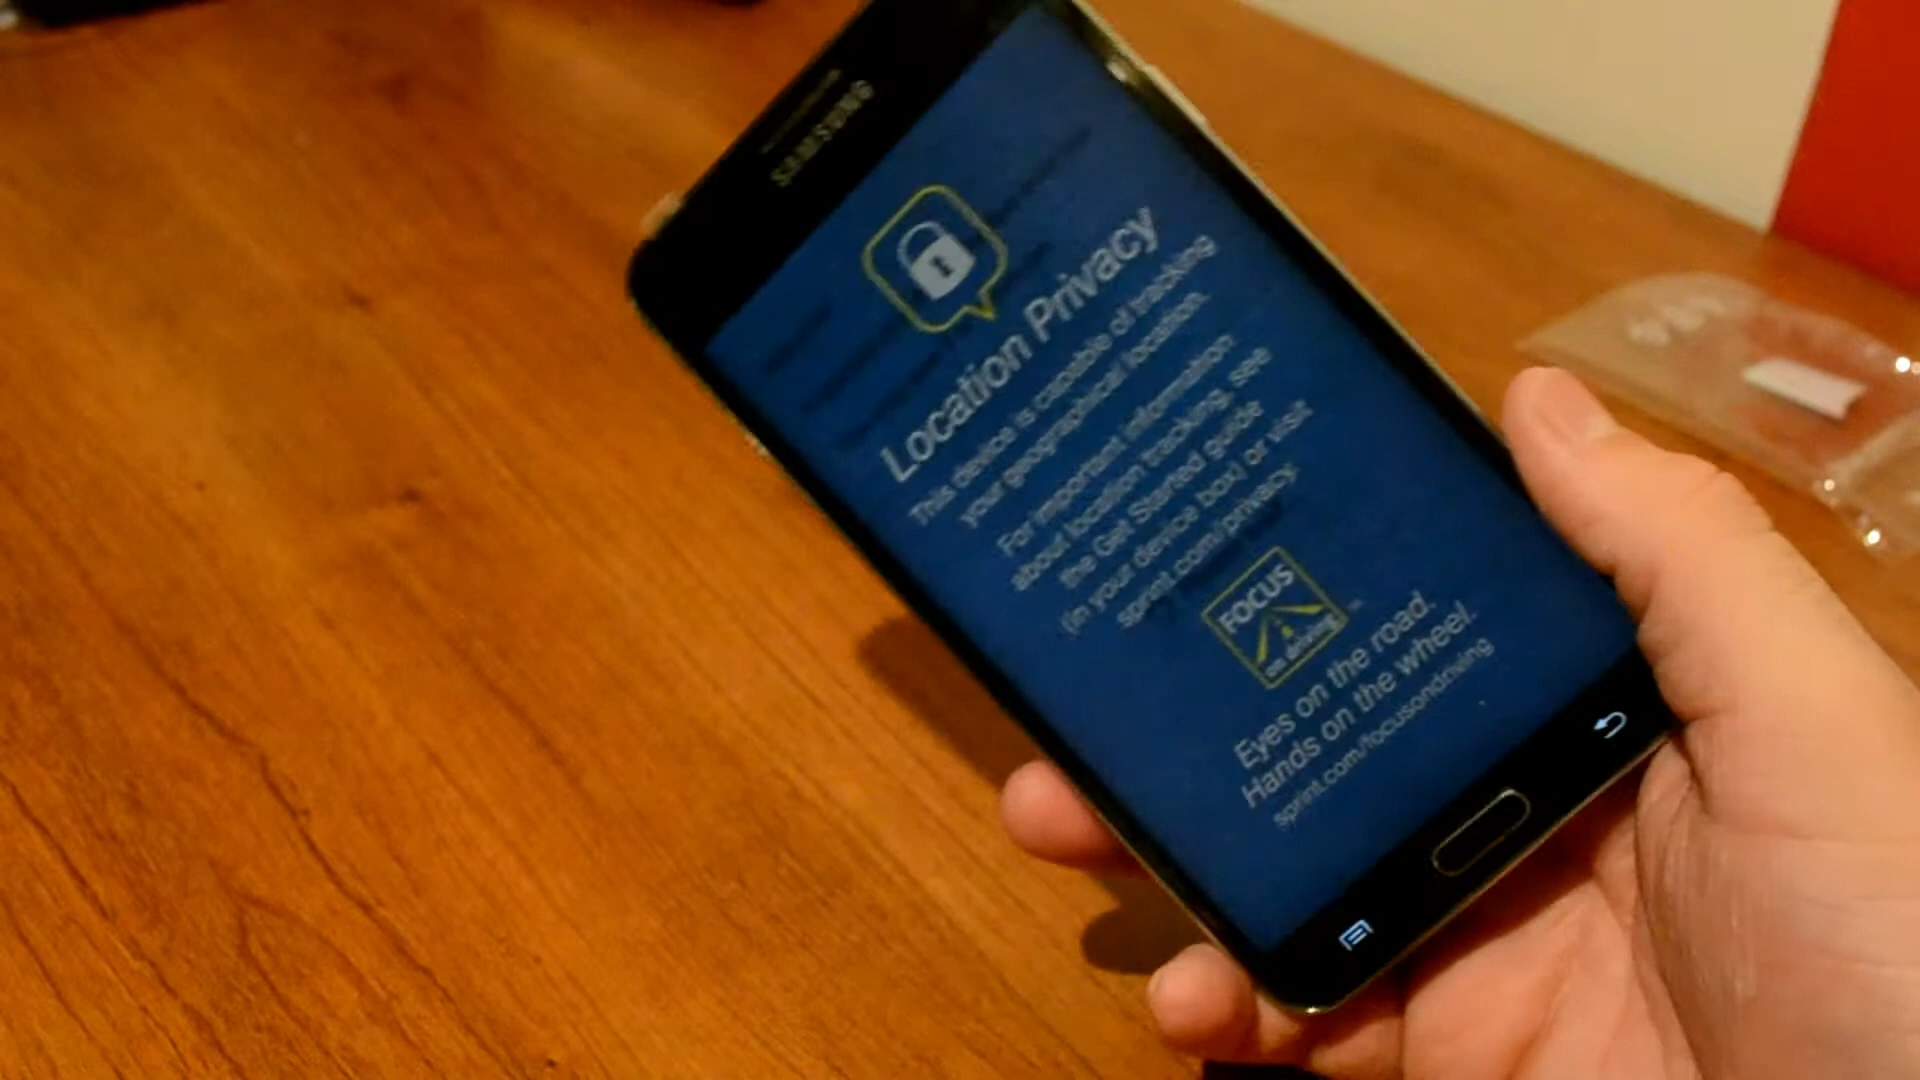 SAMSUNG
Location Privacy
This device is capable of tracking
your geographical location.
For important information
about location tracking, see
the Get Started guide
(in your device box) or visit
sprint.com/privacy
FOCUS
on driving
Eyes on the road.
Hands on the wheel.
sprint.com/focusondriving